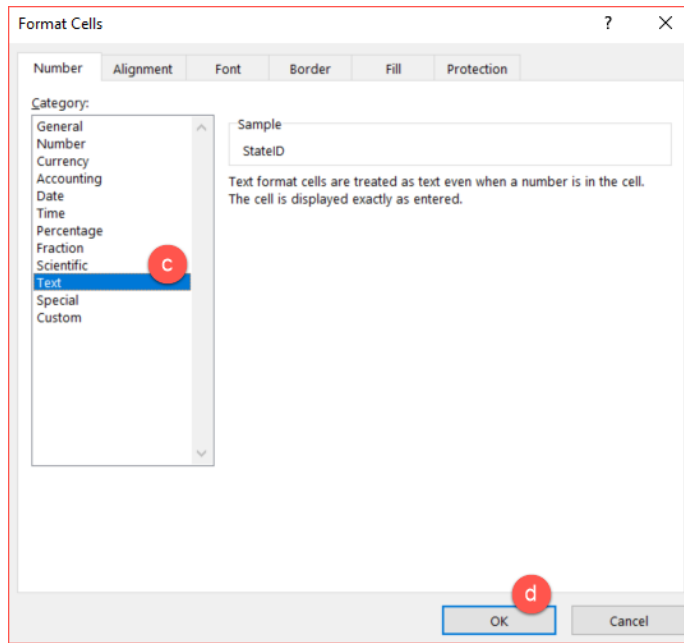 Format Cells ? ×
Number Alignment Font Border Fill Protection
Category:
General
Number
Currency
Accounting
Date
Time
Percentage
Fraction
Scientific
Text
Special
Custom
c
Sample
StateID
Text format cells are treated as text even when a number is in the cell.
The cell is displayed exactly as entered.
d
OK Cancel